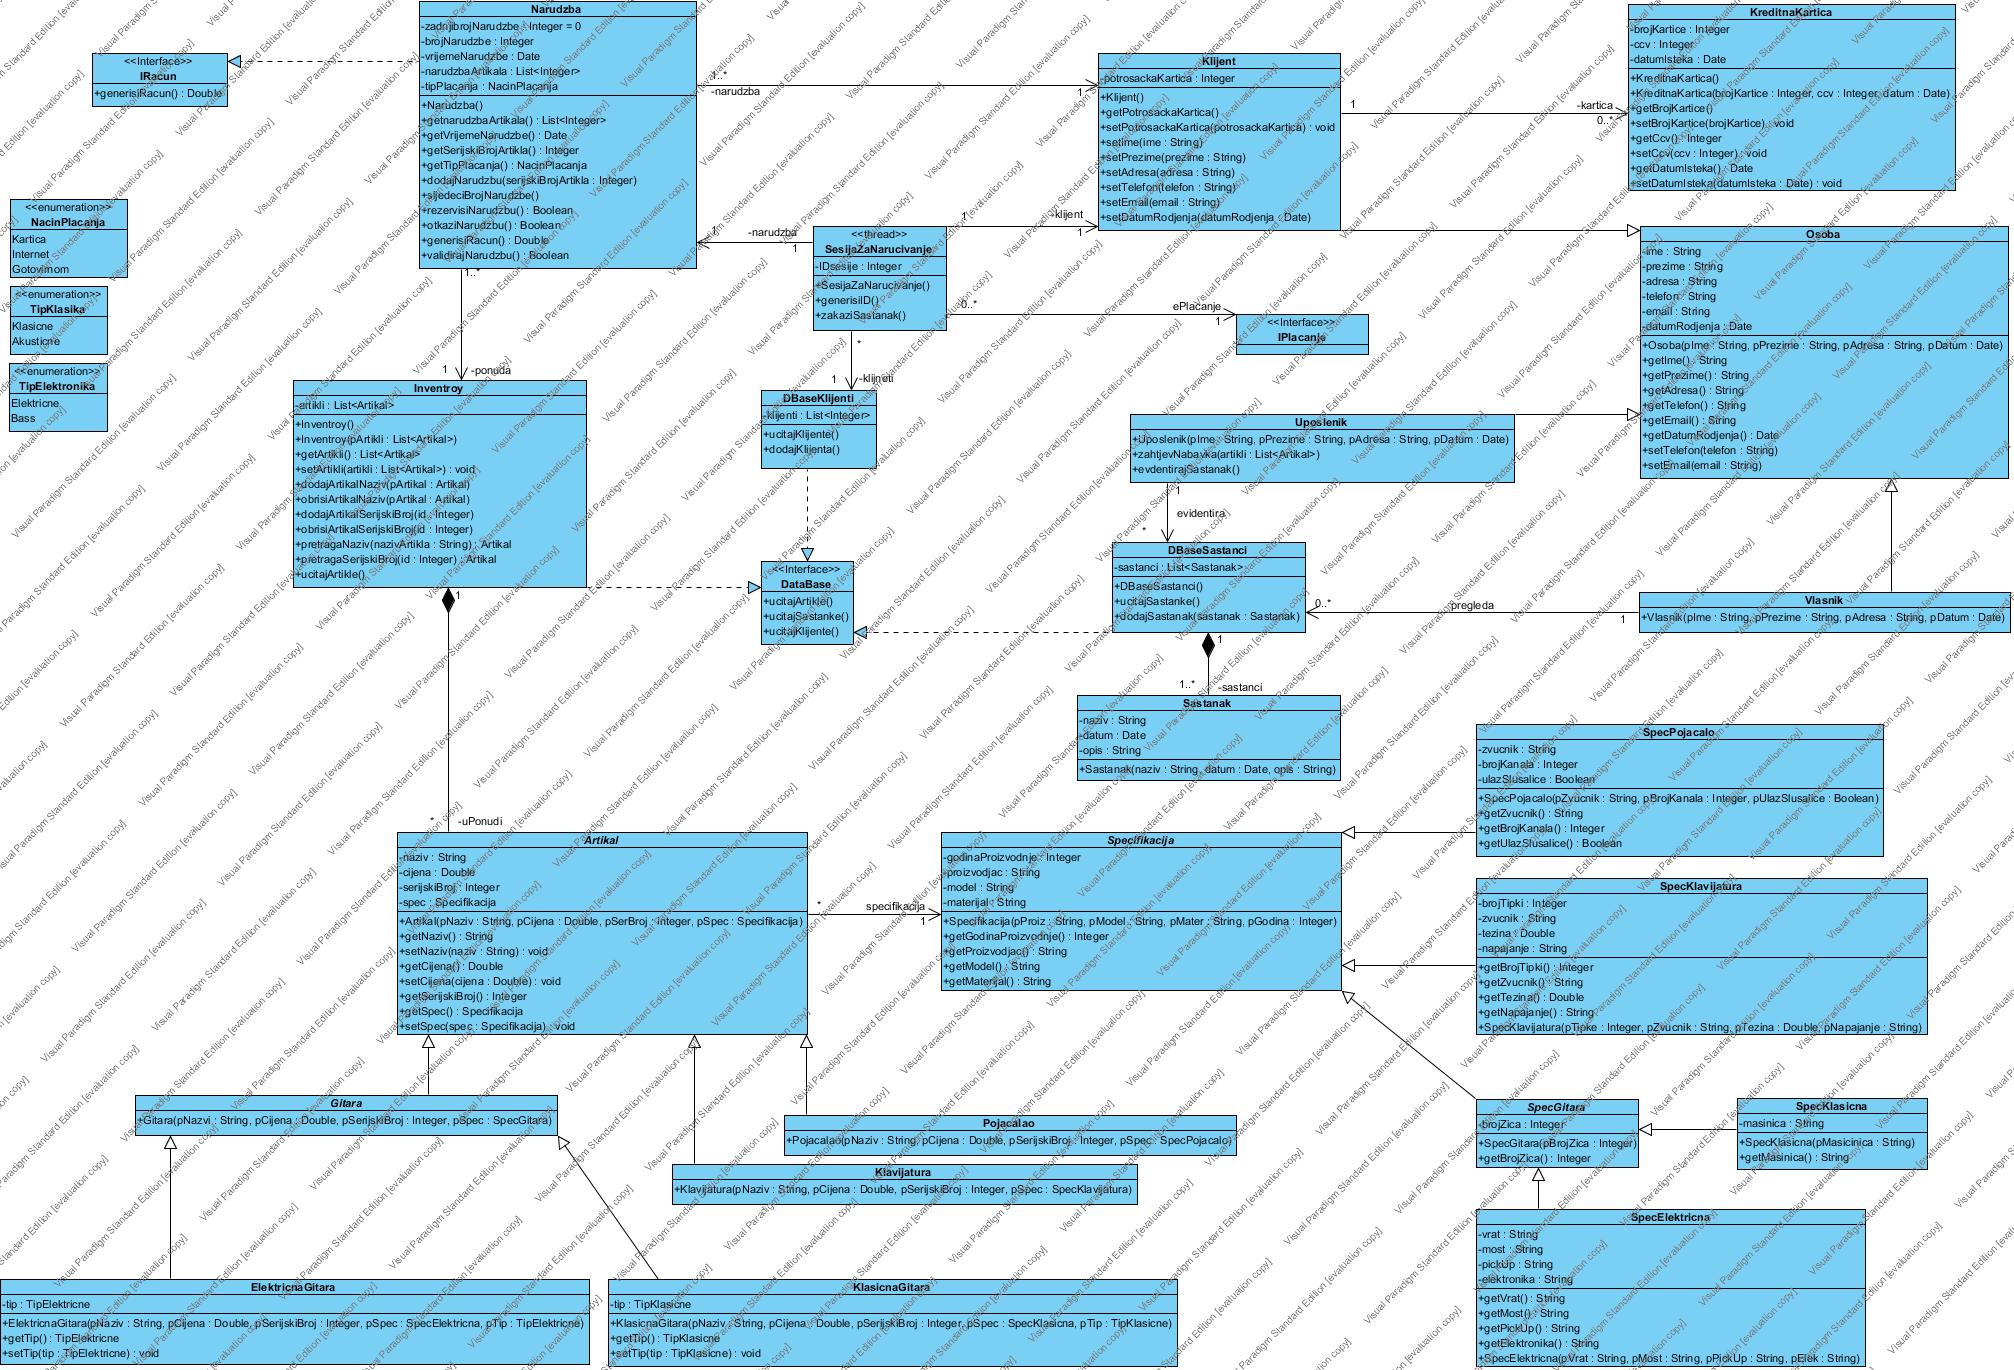 Narudzba
-zadnjibrojNarudzbe : Integer = 0
-brojNarudzbe : Integer
-vrijemeNarudzbe : Date
-narudzbaArtikala : List<Integer>
-tipPlacanja : NacinPlacanja
+Narudzba()
+getnarudzbaArtikala() : List<Integer>
+getVrijemeNarudzbe() : Date
+getSerijskiBrojArtikla() : Integer
+getTipPlacanja() : NacinPlacanja
+dodajNarudzbu(serijskiBrojArtikla : Integer)
+sljedeciBrojNarudzbe()
+rezervisiNarudzbu() : Boolean
+otkaziNarudzbu() : Boolean
+generisiRacun() : Double
+validirajNarudzbu() : Boolean
<<Interface>>
IRacun
+generisiRacun() : Double
1..*
-narudzba
1
Klijent
-potrosackaKartica : Integer
+Klijent()
+getPotrosackaKartica()
+setPotrosackaKartica(potrosackaKartica) : void
+setIme(ime : String)
+setPrezime(prezime : String)
+setAdresa(adresa : String)
+setTelefon(telefon : String)
+setEmail(email : String)
+setDatumRodjenja(datumRodjenja : Date)
1
-kartica
0..*
KreditnaKartica
-brojKartice : Integer
-ccv : Integer
-datumIsteka : Date
+KreditnaKartica()
+KreditnaKartica(brojKartice : Integer, ccv : Integer, datum : Date)
+getBrojKartice()
+setBrojKartice(brojKartice) : void
+getCcv() : Integer
+setCcv(ccv : Integer) : void
+getDatumIsteka() : Date
+setDatumIsteka(datumIsteka : Date) : void
<<enumeration>>
NacinPlacanja
Kartica
Internet
Gotovinom
<<enumeration>>
TipKlasika
Klasicne
Akusticne
<<enumeration>>
TipElektronika
Elektricne
Bass
1
-narudzba
1
<<thread>>
SesijaZaNarucivanje
-IDsesije : Integer
+SesijaZaNarucivanje()
+generisiID()
+zakaziSastanak()
1
-klijent
1
0..*
ePlacanje
1
<<Interface>>
IPlacanje
Osoba
-ime : String
-prezime : String
-adresa : String
-telefon : String
-email : String
-datumRodjenja : Date
+Osoba(pIme : String, pPrezime : String, pAdresa : String, pDatum : Date)
+getIme() : String
+getPrezime() : String
+getAdresa() : String
+getTelefon() : String
+getEmail() : String
+getDatumRodjenja() : Date
+setTelefon(telefon : String)
+setEmail(email : String)
1..*
1
-ponuda
Inventroy
-artikli : List<Artikal>
+Inventroy()
+Inventroy(pArtikli : List<Artikal>)
+getArtikli() : List<Artikal>
+setArtikli(artikli : List<Artikal>) : void
+dodajArtikalNaziv(pArtikal : Artikal)
+obrisiArtikalNaziv(pArtikal : Artikal)
+dodajArtikalSerijskiBroj(id : Integer)
+obrisiArtikalSerijskiBroj(id : Integer)
+pretragaNaziv(nazivArtikla : String) : Artikal
+pretragaSerijskiBroj(id : Integer) : Artikal
+ucitajArtikle()
*
1
-klijneti
DBaseKlijenti
-klijenti : List<Integer>
+ucitajKlijente()
+dodajKlijenta()
<<Interface>>
DataBase
+ucitajArtikle()
+ucitajSastanke()
+ucitajKlijente()
Uposlenik
+Uposlenik(pIme : String, pPrezime : String, pAdresa : String, pDatum : Date)
+zahtjevNabavka(artikli : List<Artikal>)
+evdentirajSastanak()
1
evidentira
*
DBaseSastanci
-sastanci : List<Sastanak>
+DBaseSastanci()
+ucitajSastanke()
+dodajSastanak(sastanak : Sastanak)
0..*
pregleda
1
Vlasnik
+Vlasnik(pIme : String, pPrezime : String, pAdresa : String, pDatum : Date)
1
1..*
-sastanci
Sastanak
-naziv : String
-datum : Date
-opis : String
+Sastanak(naziv : String, datum : Date, opis : String)
1
*
-uPonudi
Artikal
-naziv : String
-cijena : Double
-serijskiBroj : Integer
-spec : Specifikacija
+Artikal(pNaziv : String, pCijena : Double, pSerBroj : Integer, pSpec : Specifikacija)
+getNaziv() : String
+setNaziv(naziv : String) : void
+getCijena() : Double
+setCijena(cijena : Double) : void
+getSerijskiBroj() : Integer
+getSpec() : Specifikacija
+setSpec(spec : Specifikacija) : void
*
specifikacija
1
Specifikacija
-godinaProizvodnje : Integer
-proizvodjac : String
-model : String
-materijal : String
+Specifikacija(pProiz : String, pModel : String, pMater : String, pGodina : Integer)
+getGodinaProizvodnje() : Integer
+getProizvodjac() : String
+getModel() : String
+getMaterijal() : String
SpecPojacalo
-zvucnik : String
-brojKanala : Integer
-ulazSlusalice : Boolean
+SpecPojacalo(pZvucnik : String, pBrojKanala : Integer, pUlazSlusalice : Boolean)
+getZvucnik() : String
+getBrojKanala() : Integer
+getUlazSlusalice() : Boolean
SpecKlavijatura
-brojTipki : Integer
-zvucnik : String
-tezina : Double
-napajanje : String
+getBrojTipki() : Integer
+getZvucnik() : String
+getTezina() : Double
+getNapajanje() : String
+SpecKlavijatura(pTipke : Integer, pZvucnik : String, pTezina : Double, pNapajanje : String)
Gitara
+Gitara(pNazvi : String, pCijena : Double, pSerijskiBroj : Integer, pSpec : SpecGitara)
Pojacalao
+Pojacalao(pNaziv : String, pCijena : Double, pSerijskiBroj : Integer, pSpec : SpecPojacalo)
Klavijatura
+Klavijatura(pNaziv : String, pCijena : Double, pSerijskiBroj : Integer, pSpec : SpecKlavijatura)
SpecGitara
-brojZica : Integer
+SpecGitara(pBrojZica : Integer)
+getBrojZica() : Integer
SpecKlasicna
-masinica : String
+SpecKlasicna(pMasicinica : String)
+getMasinica() : String
SpecElektricna
-vrat : String
-most : String
-pickUp : String
-elektronika : String
+getVrat() : String
+getMost() : String
+getPickUp() : String
+getElektronika() : String
+SpecElektricna(pVrat : String, pMost : String, pPickUp : String, pElek : String)
ElektricnaGitara
-tip : TipElektricne
+ElektricnaGitara(pNaziv : String, pCijena : Double, pSerijskiBroj : Integer, pSpec : SpecElektricna, pTip : TipElektricne)
+getTip() : TipElektricne
+setTip(tip : TipElektricne) : void
KlasicnaGitara
-tip : TipKlasicne
+KlasicnaGitara(pNaziv : String, pCijena : Double, pSerijskiBroj : Integer, pSpec : SpecKlasicna, pTip : TipKlasicne)
+getTip() : TipKlasicne
+setTip(tip : TipKlasicne) : void
Visual Paradigm Standard Edition [evaluation copy]